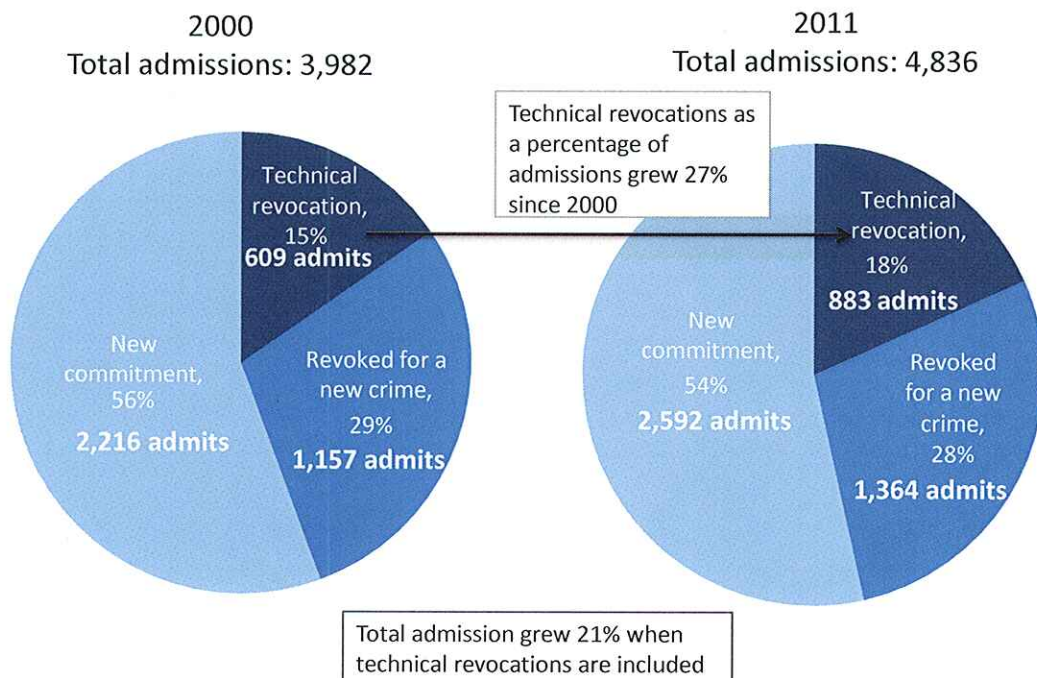 2000
Total admissions: 3,982
2011
Total admissions: 4,836
Technical revocations as
a percentage of
admissions grew 27%
since 2000
Technical
revocation,
15%
609 admits
New
commitment,
56%
2,216 admits
Revoked for a
new crime,
29%
1,157 admits
Technical
revocation,
18%
883 admits
New
commitment,
54%
2,592 admits
Revoked
for a new
crime,
28%
1,364 admits
Total admission grew 21% when
technical revocations are included